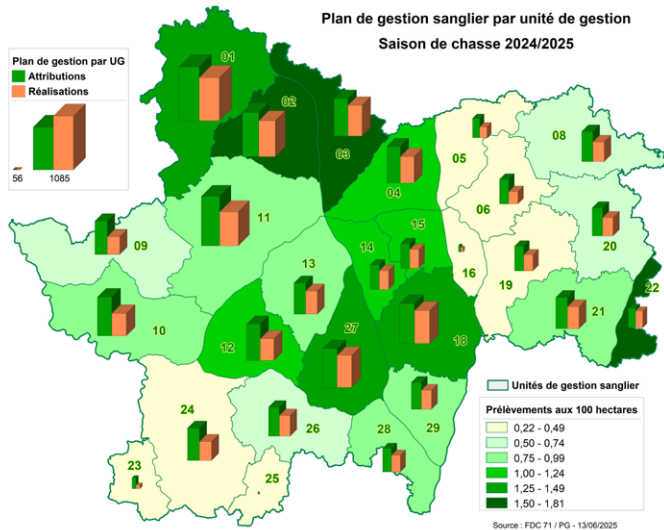 Plan de gestion sanglier par unité de gestion
Saison de chasse 2024/2025
Plan de gestion par UG
Attributions
Réalisations
56 1085
01
02
03
04
05
08
06
11
15
14
13
09
16
19
20
22
21
10
12
27
18
24
26
28
29
23
25
Unités de gestion sanglier
Prélèvements aux 100 hectares
0,22 - 0,49
0,50 - 0,74
0,75 - 0,99
1,00 - 1,24
1,25 - 1,49
1,50 - 1,81
Source : FDC 71 / PG - 13/06/2025